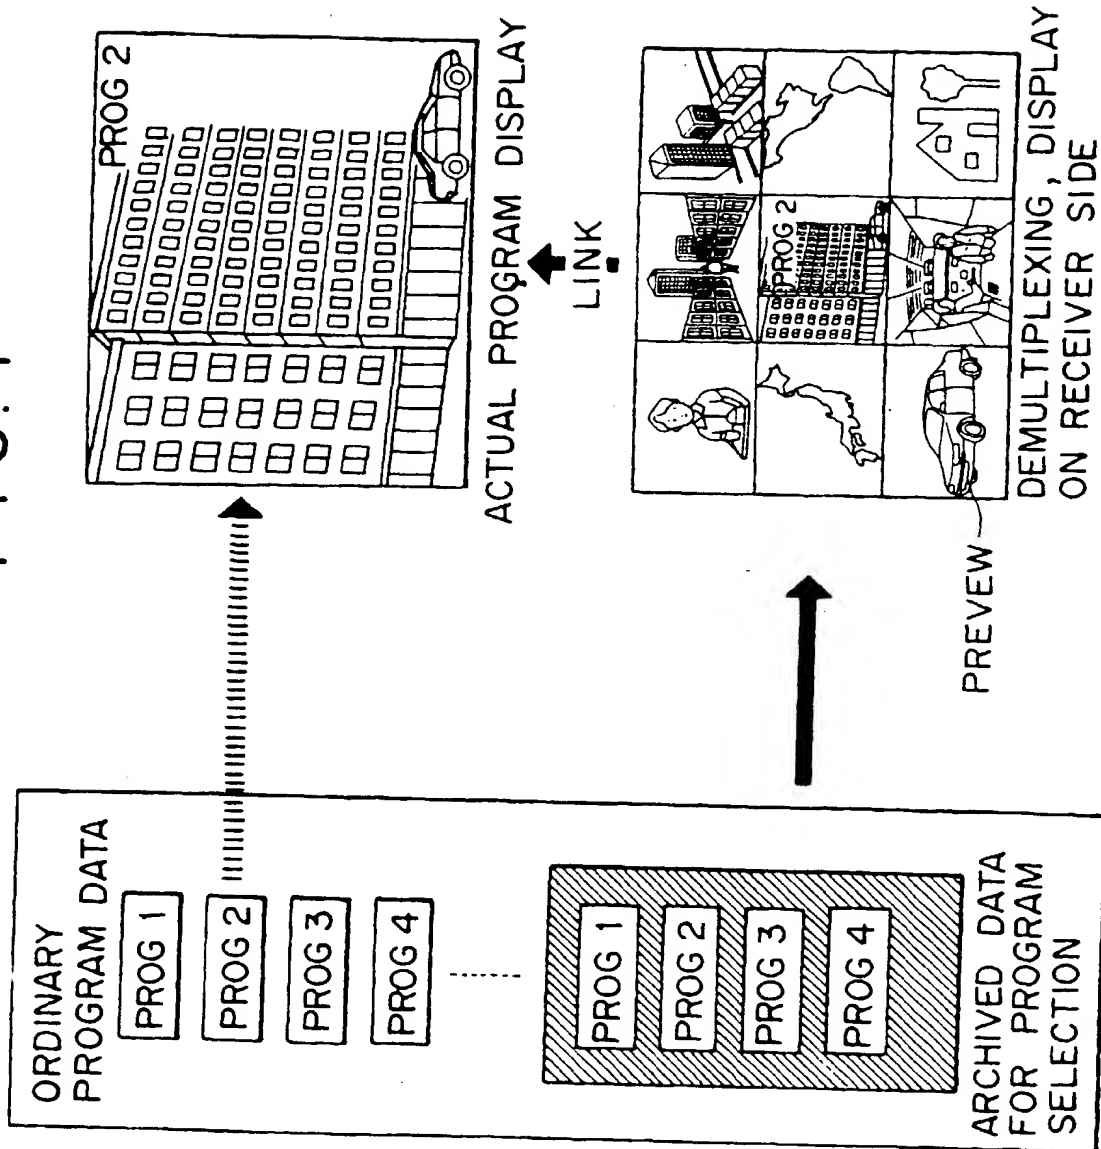 ORDINARY
PROGRAM DATA
PROG 1
PROG 2
PROG 3
PROG 4
PROG 1
PROG 2
PROG 3
PROG 4
ARCHIVED DATA
FOR PROGRAM
SELECTION
PROG 2
ACTUAL PROGRAM DISPLAY
LINK
PROG 2
PREVEW
DEMULTIPLEXING, DISPLAY
ON RECEIVER SIDE